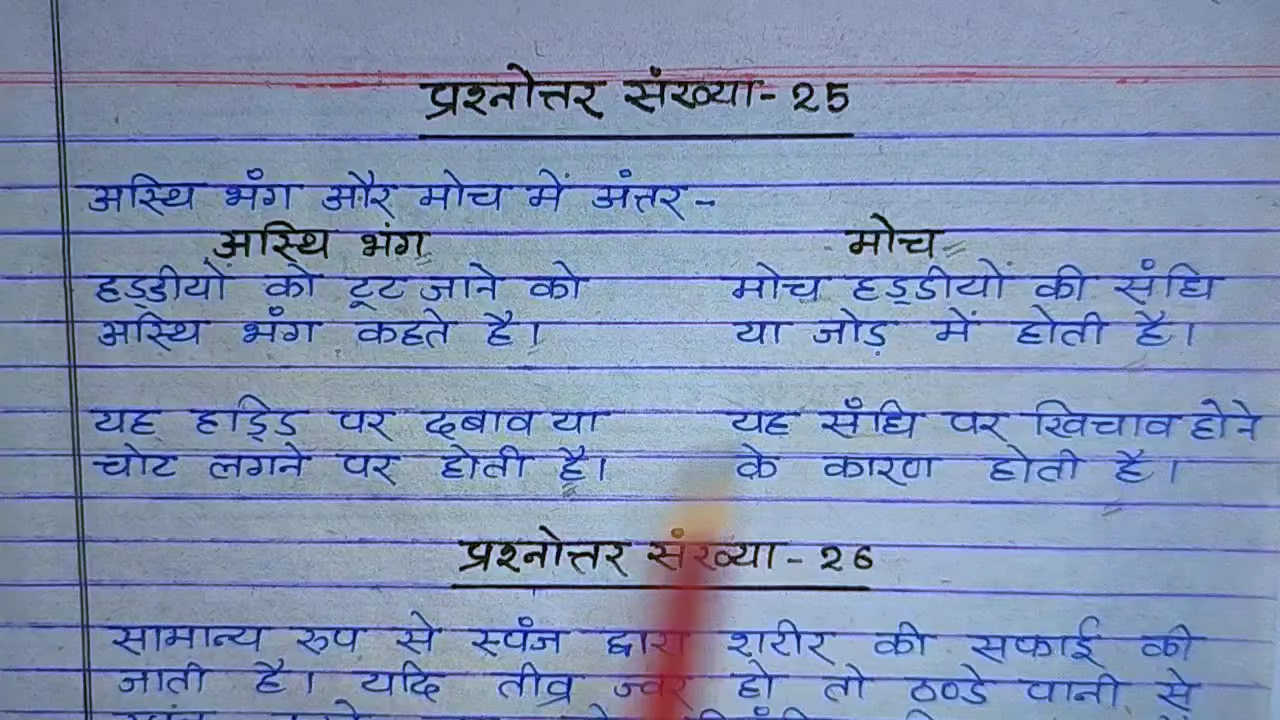 प्रश्नोत्तर संख्या - 25
अस्थि भंग और मोच में अंतर -
अस्थि भंग मोच
हड्डीयों को टूट जाने को मोच हड्डीयों की संधि
अस्थि भंग कहते है। या जोड़ में होती है।
यह हड्डि पर दबाव या यह संधि पर खिचाव होने
चोट लगने पर होती है। के कारण होती है।
प्रश्नोत्तर संख्या - 26
सामान्य रुप से स्पंज द्वारा शरीर की सफाई की
जाती है। यदि तीव्र ज्वर हो तो ठण्डे पानी से